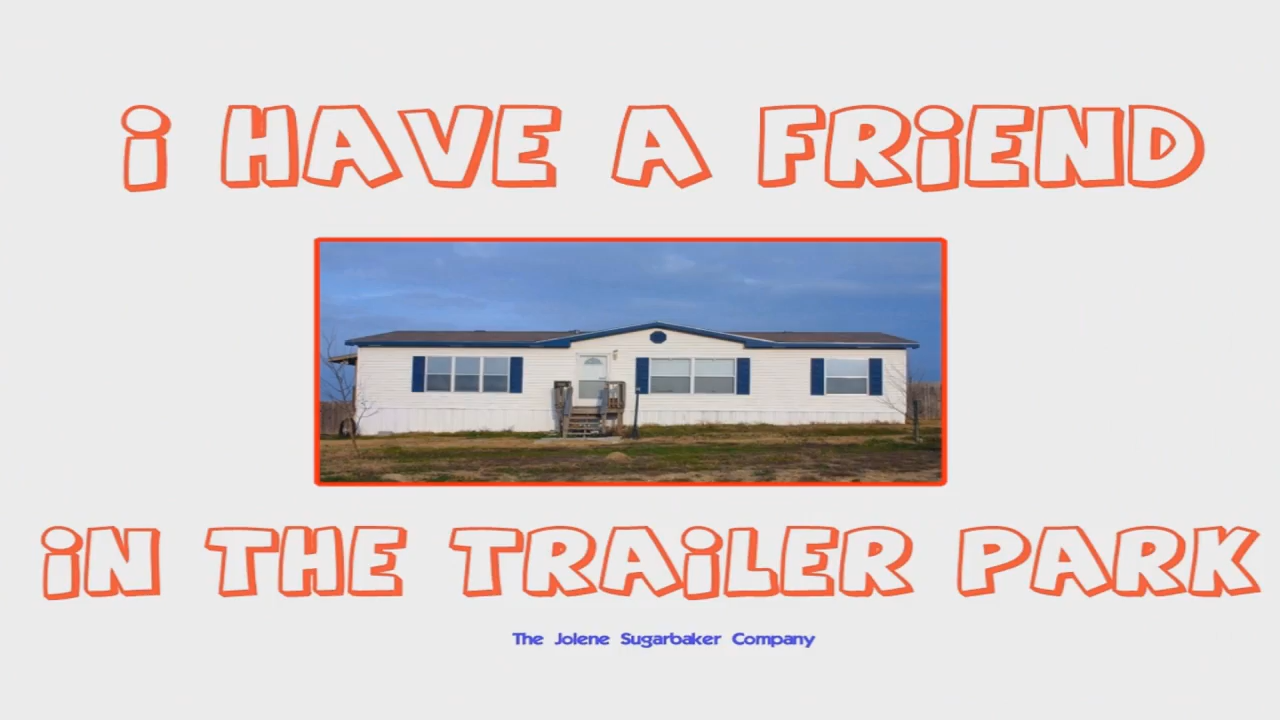 i HAVE A FRiEND
iN THE TRAiLER PARK
The Jolene Sugarbaker Company